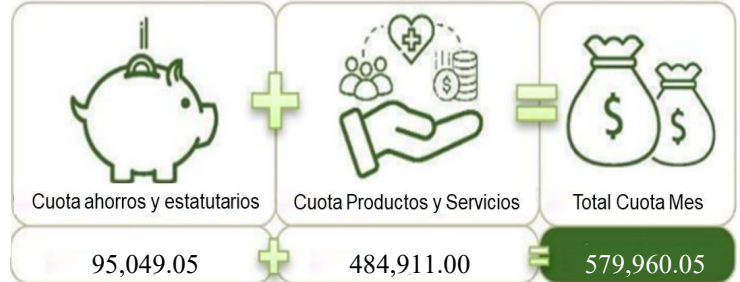 Cuota ahorros y estatutarios
Cuota Productos y Servicios
Total Cuota Mes
95,049.05 + 484,911.00 = 579,960.05